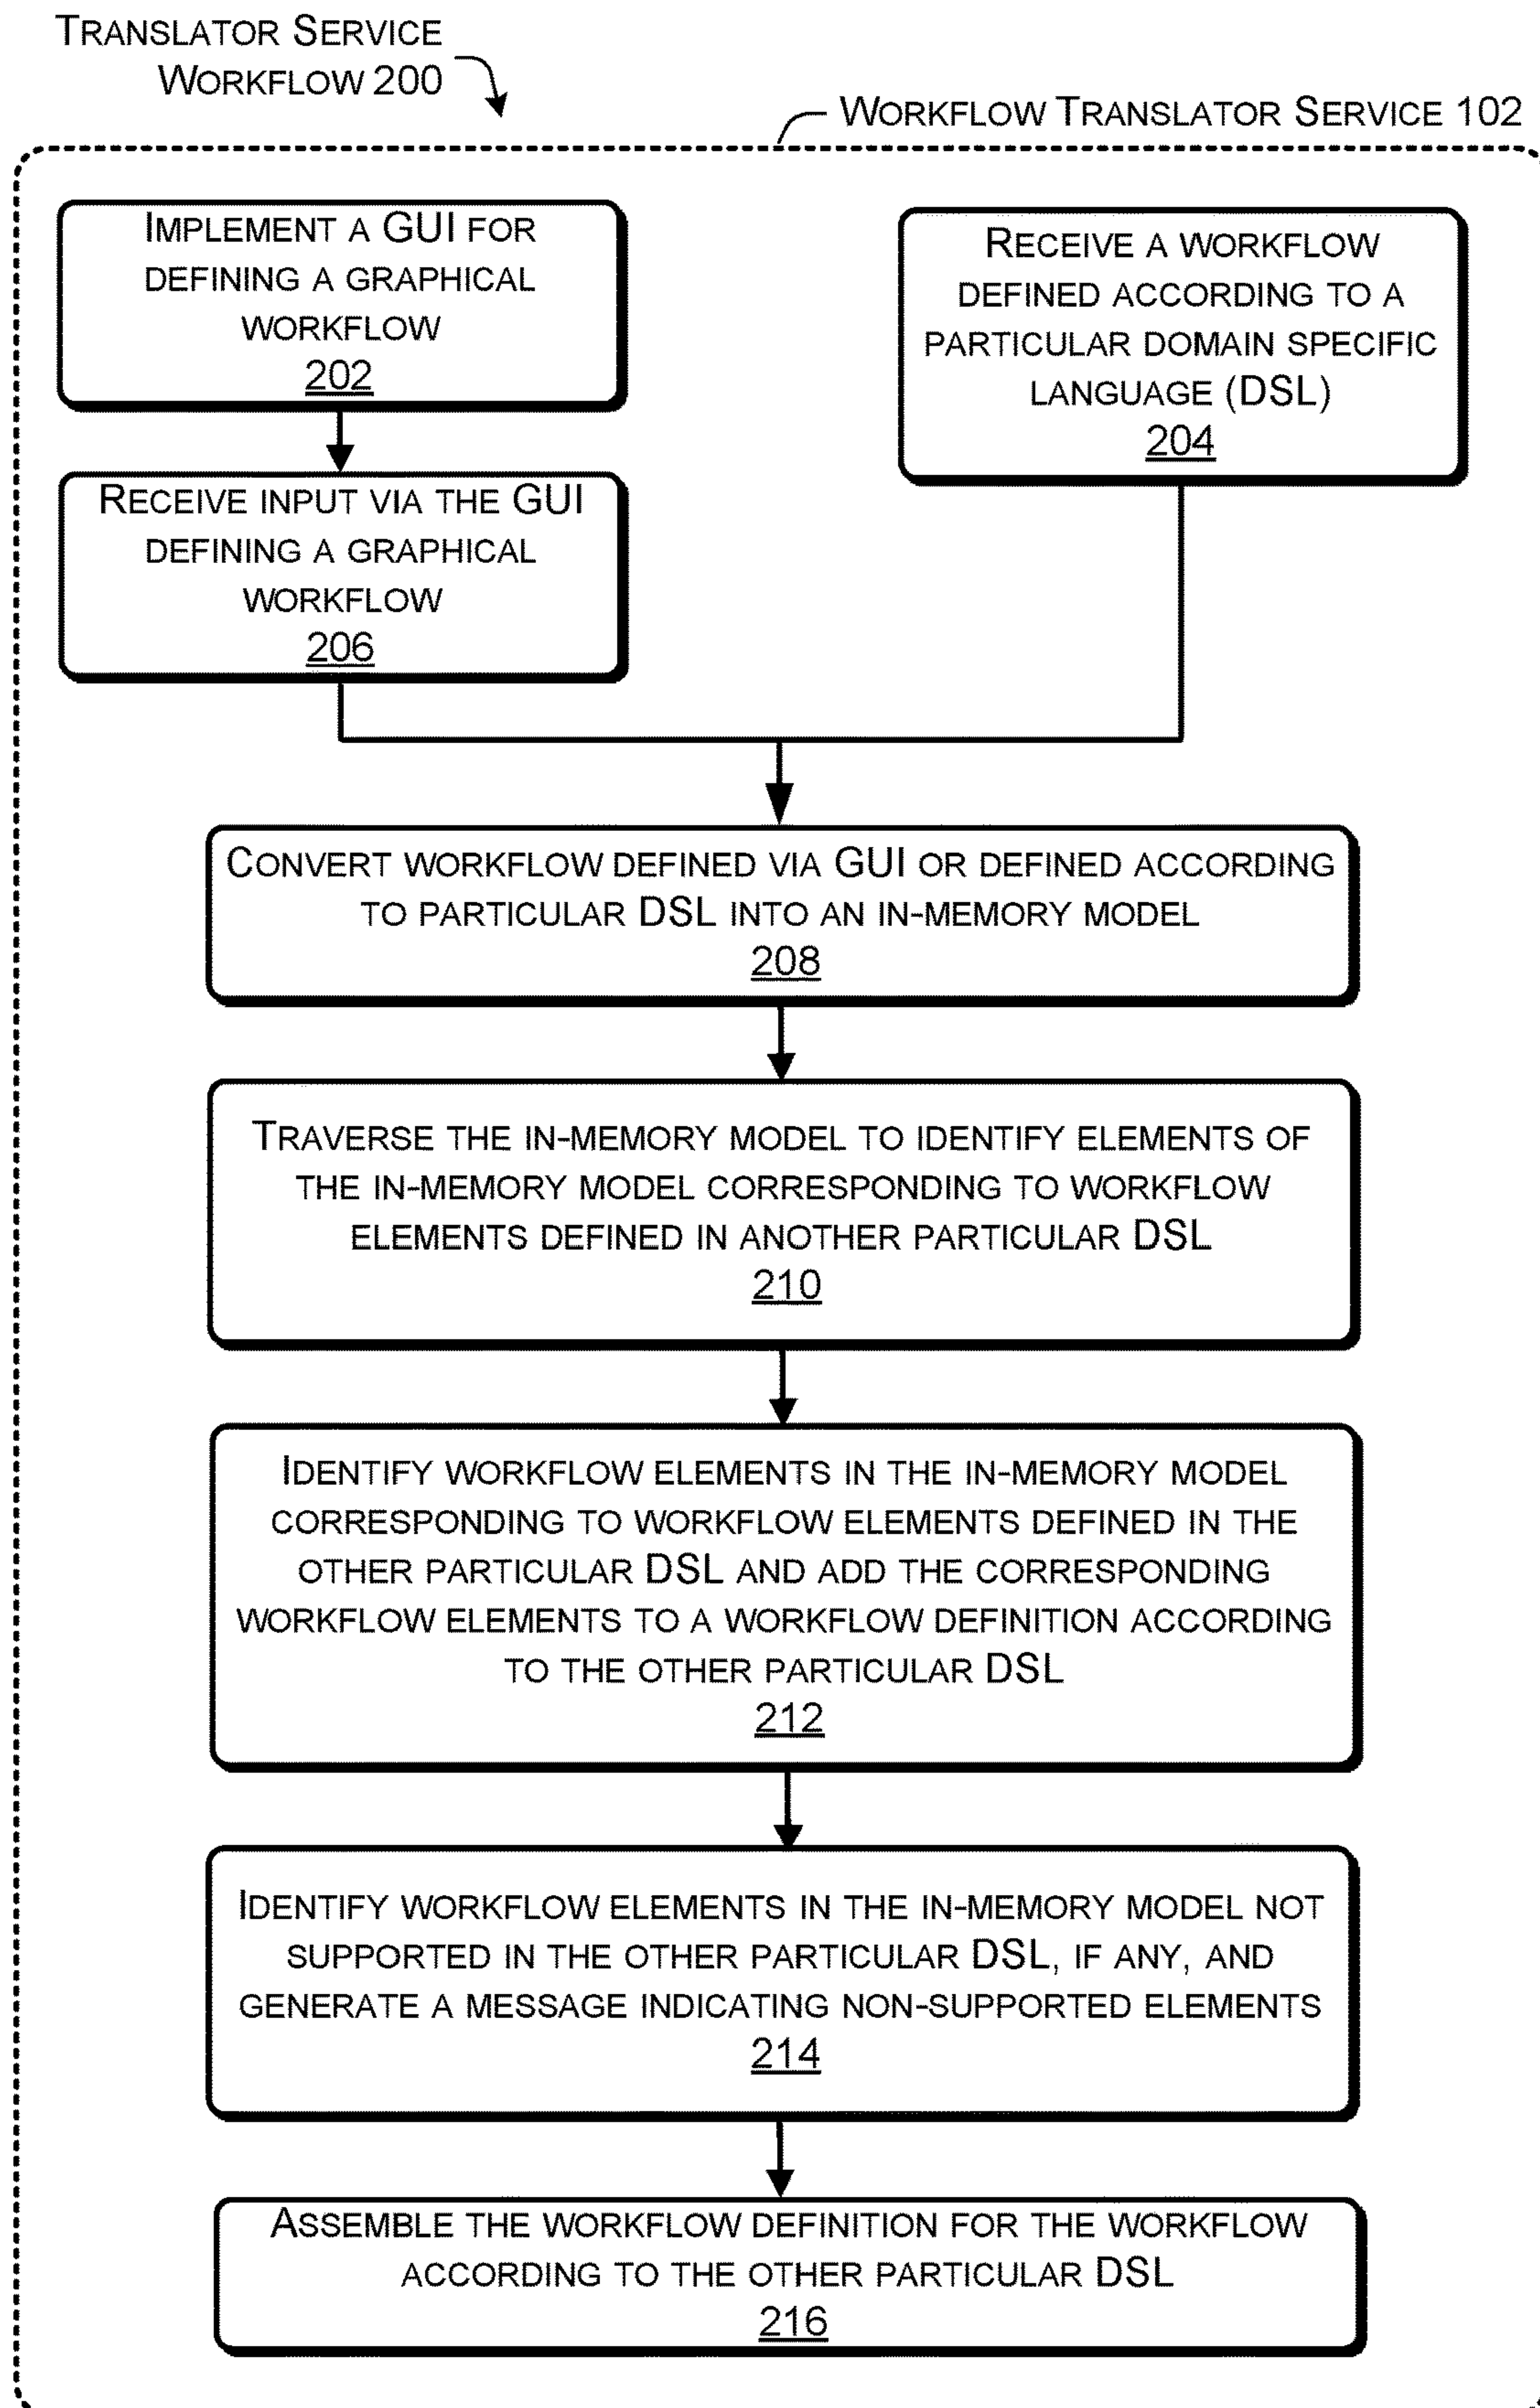 TRANSLATOR SERVICE
WORKFLOW 200
WORKFLOW TRANSLATOR SERVICE 102
IMPLEMENT A GUI FOR
DEFINING A GRAPHICAL
WORKFLOW
202
RECEIVE A WORKFLOW
DEFINED ACCORDING TO A
PARTICULAR DOMAIN SPECIFIC
LANGUAGE (DSL)
204
RECEIVE INPUT VIA THE GUI
DEFINING A GRAPHICAL
WORKFLOW
206
CONVERT WORKFLOW DEFINED VIA GUI OR DEFINED ACCORDING
TO PARTICULAR DSL INTO AN IN-MEMORY MODEL
208
TRAVERSE THE IN-MEMORY MODEL TO IDENTIFY ELEMENTS OF
THE IN-MEMORY MODEL CORRESPONDING TO WORKFLOW
ELEMENTS DEFINED IN ANOTHER PARTICULAR DSL
210
IDENTIFY WORKFLOW ELEMENTS IN THE IN-MEMORY MODEL
CORRESPONDING TO WORKFLOW ELEMENTS DEFINED IN THE
OTHER PARTICULAR DSL AND ADD THE CORRESPONDING
WORKFLOW ELEMENTS TO A WORKFLOW DEFINITION ACCORDING
TO THE OTHER PARTICULAR DSL
212
IDENTIFY WORKFLOW ELEMENTS IN THE IN-MEMORY MODEL NOT
SUPPORTED IN THE OTHER PARTICULAR DSL, IF ANY, AND
GENERATE A MESSAGE INDICATING NON-SUPPORTED ELEMENTS
214
ASSEMBLE THE WORKFLOW DEFINITION FOR THE WORKFLOW
ACCORDING TO THE OTHER PARTICULAR DSL
216